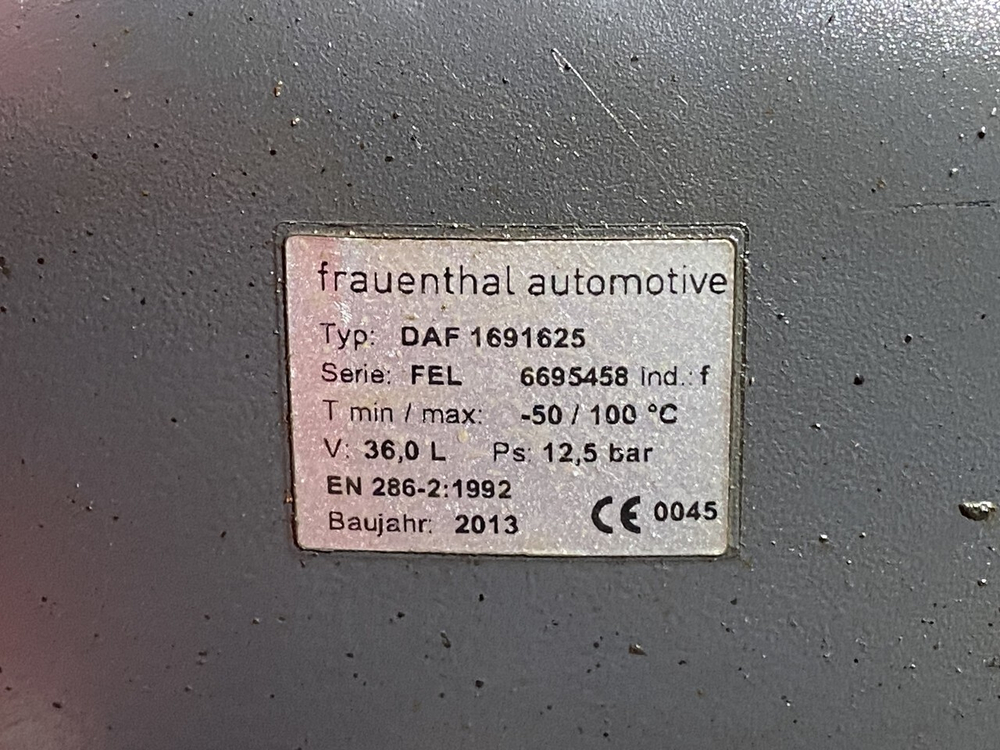 frauenthal automotive
Typ: DAF 1691625
Serie: FEL 6695458 Ind.: f
T min / max: -50 / 100 °C
V: 36,0 L Ps: 12,5 bar
EN 286-2:1992
Baujahr: 2013 CE 0045